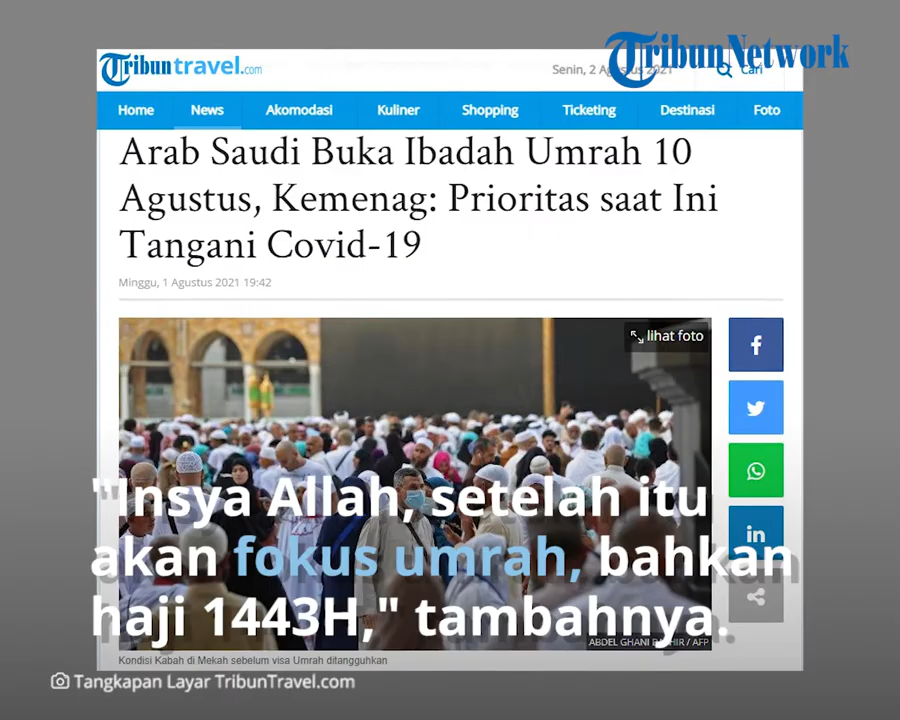 Tribuntravel.com
Senin, 2 Agustus 2021
Cari
TribunNetwork
Home News Akomodasi Kuliner Shopping Ticketing Destinasi Foto
Arab Saudi Buka Ibadah Umrah 10
Agustus, Kemenag: Prioritas saat Ini
Tangani Covid-19
Minggu, 1 Agustus 2021 19:42
lihat foto
"Insya Allah, setelah itu
akan fokus umrah, bahkan
haji 1443H," tambahnya.
ABDEL GHANI BASHIR / AFP
Kondisi Kabah di Mekah sebelum visa Umrah ditangguhkan
Tangkapan Layar TribunTravel.com